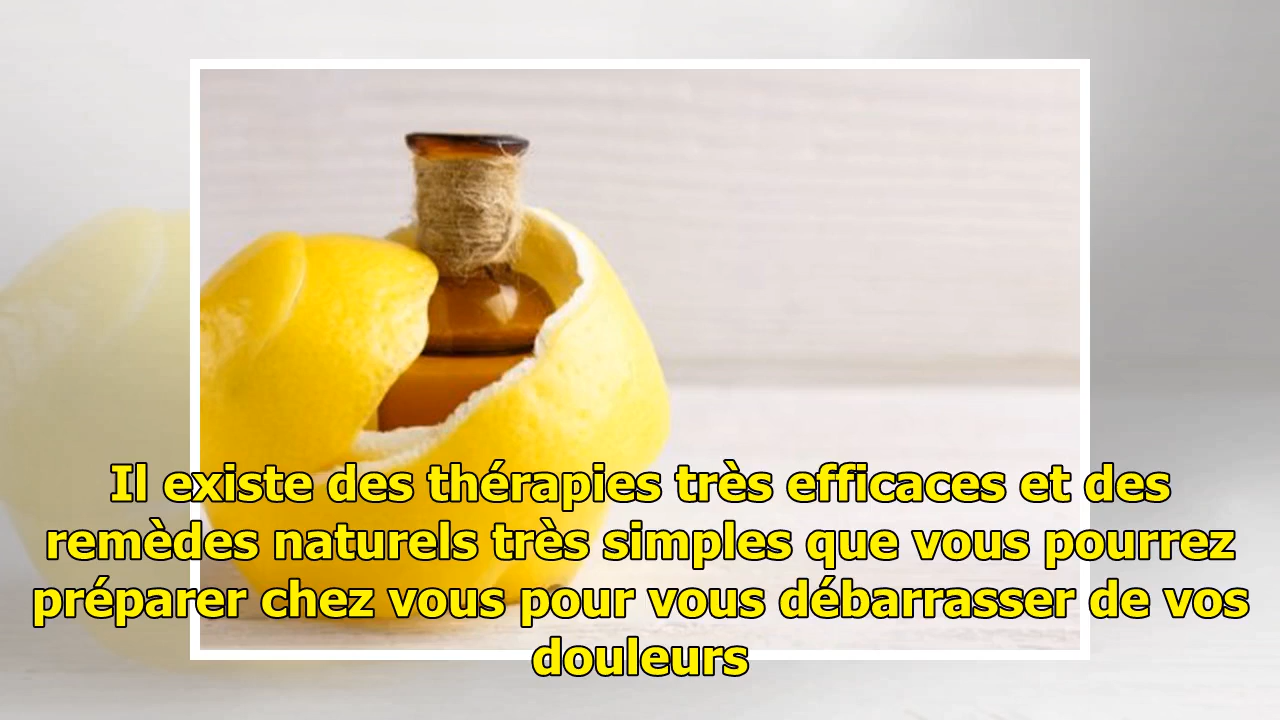 Il existe des thérapies très efficaces et des
remèdes naturels très simples que vous pourrez
préparer chez vous pour vous débarrasser de vos
douleurs